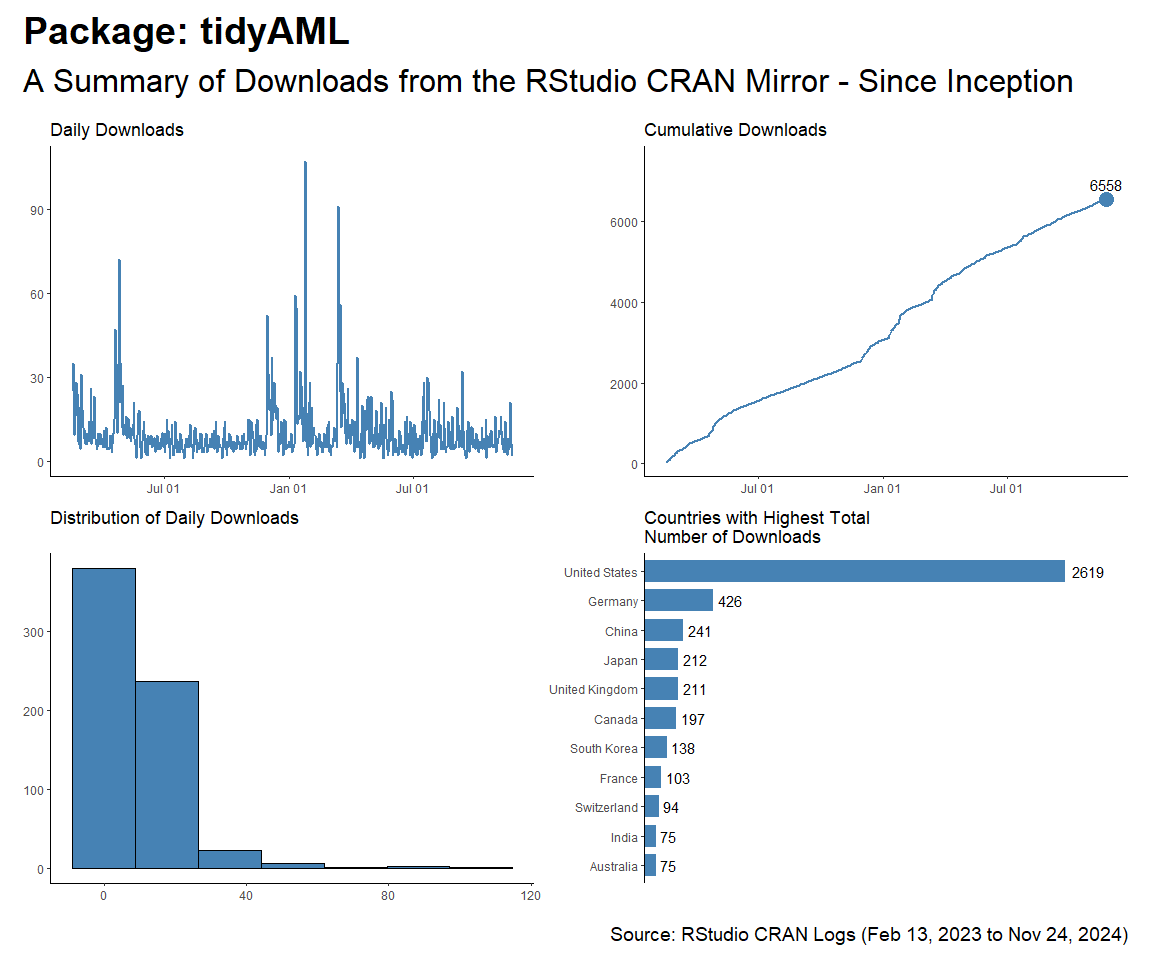 Package: tidyAML
A Summary of Downloads from the RStudio CRAN Mirror - Since Inception
Daily Downloads
90
60
30
0
Jul 01
Jan 01
Jul 01
Cumulative Downloads
6558
6000
4000
2000
0
Jul 01
Jan 01
Jul 01
Distribution of Daily Downloads
300
200
100
0
0
40
80
120
Countries with Highest Total
Number of Downloads
United States 2619
Germany 426
China 241
Japan 212
United Kingdom 211
Canada 197
South Korea 138
France 103
Switzerland 94
India 75
Australia 75
Source: RStudio CRAN Logs (Feb 13, 2023 to Nov 24, 2024)